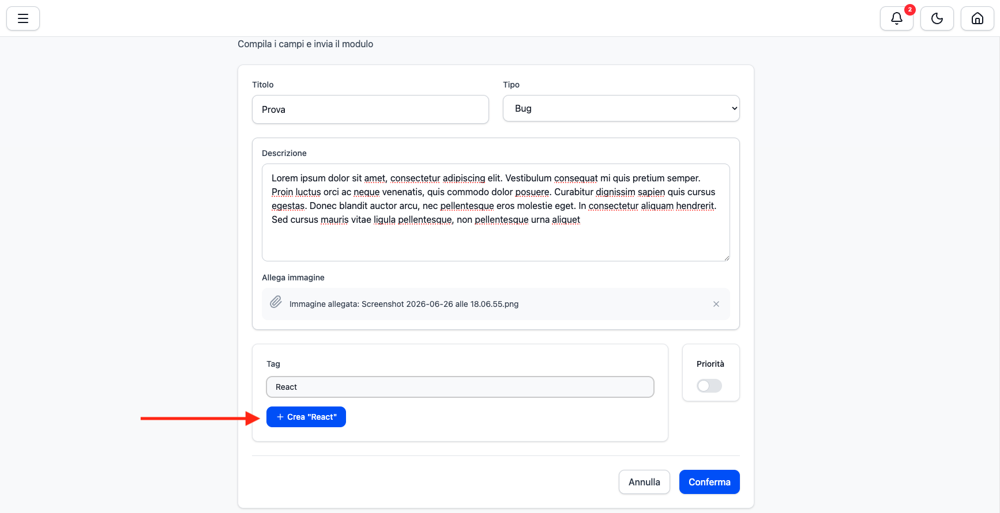 2
Compila i campi e invia il modulo
Titolo
Tipo
Prova
Bug
Descrizione
Lorem ipsum dolor sit amet, consectetur adipiscing elit. Vestibulum consequat mi quis pretium semper.
Proin luctus orci ac neque venenatis, quis commodo dolor posuere. Curabitur dignissim sapien quis cursus
egestas. Donec blandit auctor arcu, nec pellentesque eros molestie eget. In consectetur aliquam hendrerit.
Sed cursus mauris vitae ligula pellentesque, non pellentesque urna aliquet
Allega immagine
Immagine allegata: Screenshot 2026-06-26 alle 18.06.55.png
Tag
Priorità
React
+ Crea "React"
Annulla
Conferma